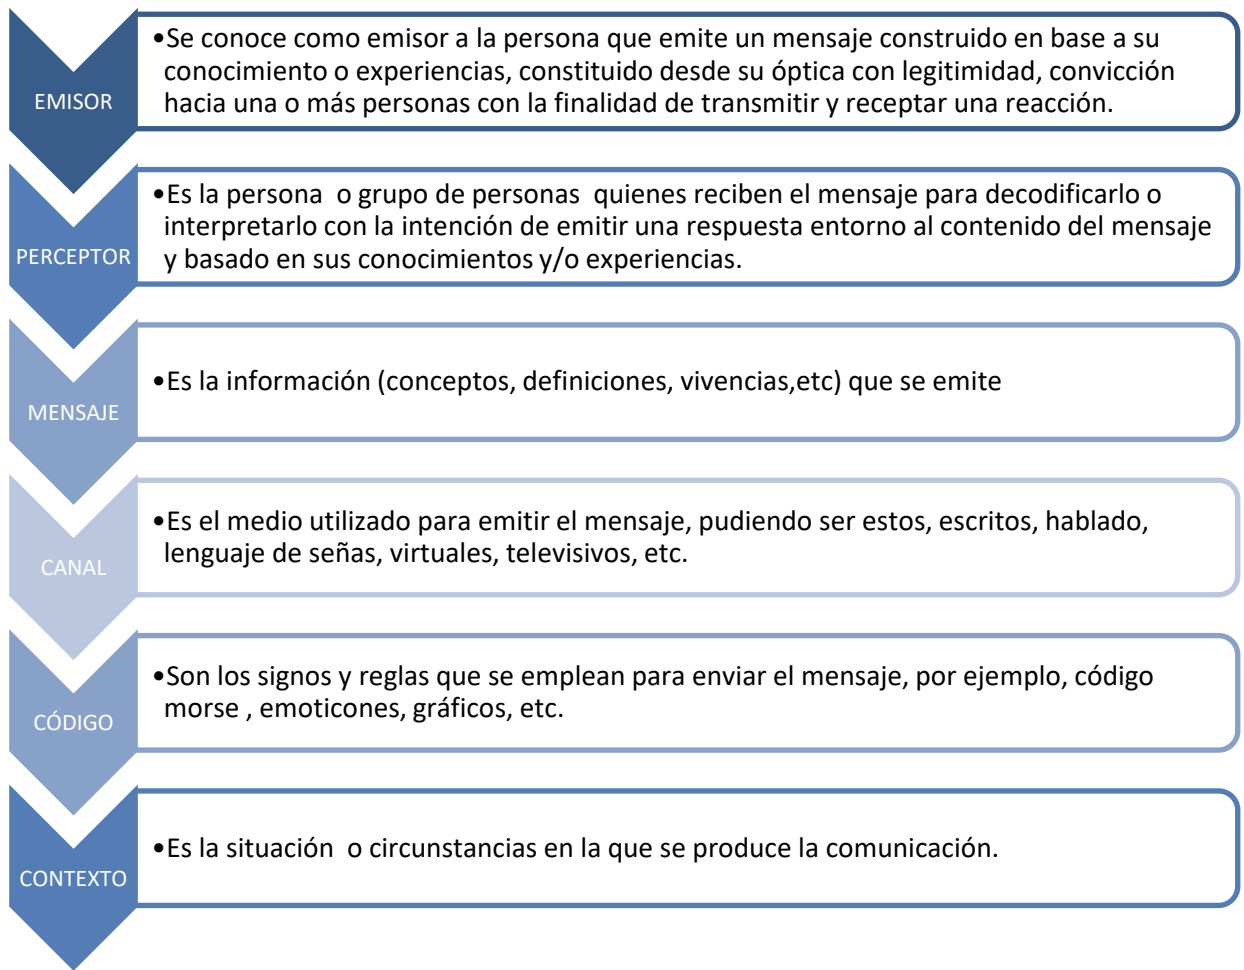 EMISOR
•Se conoce como emisor a la persona que emite un mensaje construido en base a su
conocimiento o experiencias, constituido desde su óptica con legitimidad, convicción
hacia una o más personas con la finalidad de transmitir y receptar una reacción.
PERCEPTOR
•Es la persona  o grupo de personas  quienes reciben el mensaje para decodificarlo o
interpretarlo con la intención de emitir una respuesta entorno al contenido del mensaje
y basado en sus conocimientos y/o experiencias.
MENSAJE
•Es la información (conceptos, definiciones, vivencias,etc) que se emite
CANAL
•Es el medio utilizado para emitir el mensaje, pudiendo ser estos, escritos, hablado,
lenguaje de señas, virtuales, televisivos, etc.
CÓDIGO
•Son los signos y reglas que se emplean para enviar el mensaje, por ejemplo, código
morse , emoticones, gráficos, etc.
CONTEXTO
•Es la situación  o circunstancias en la que se produce la comunicación.